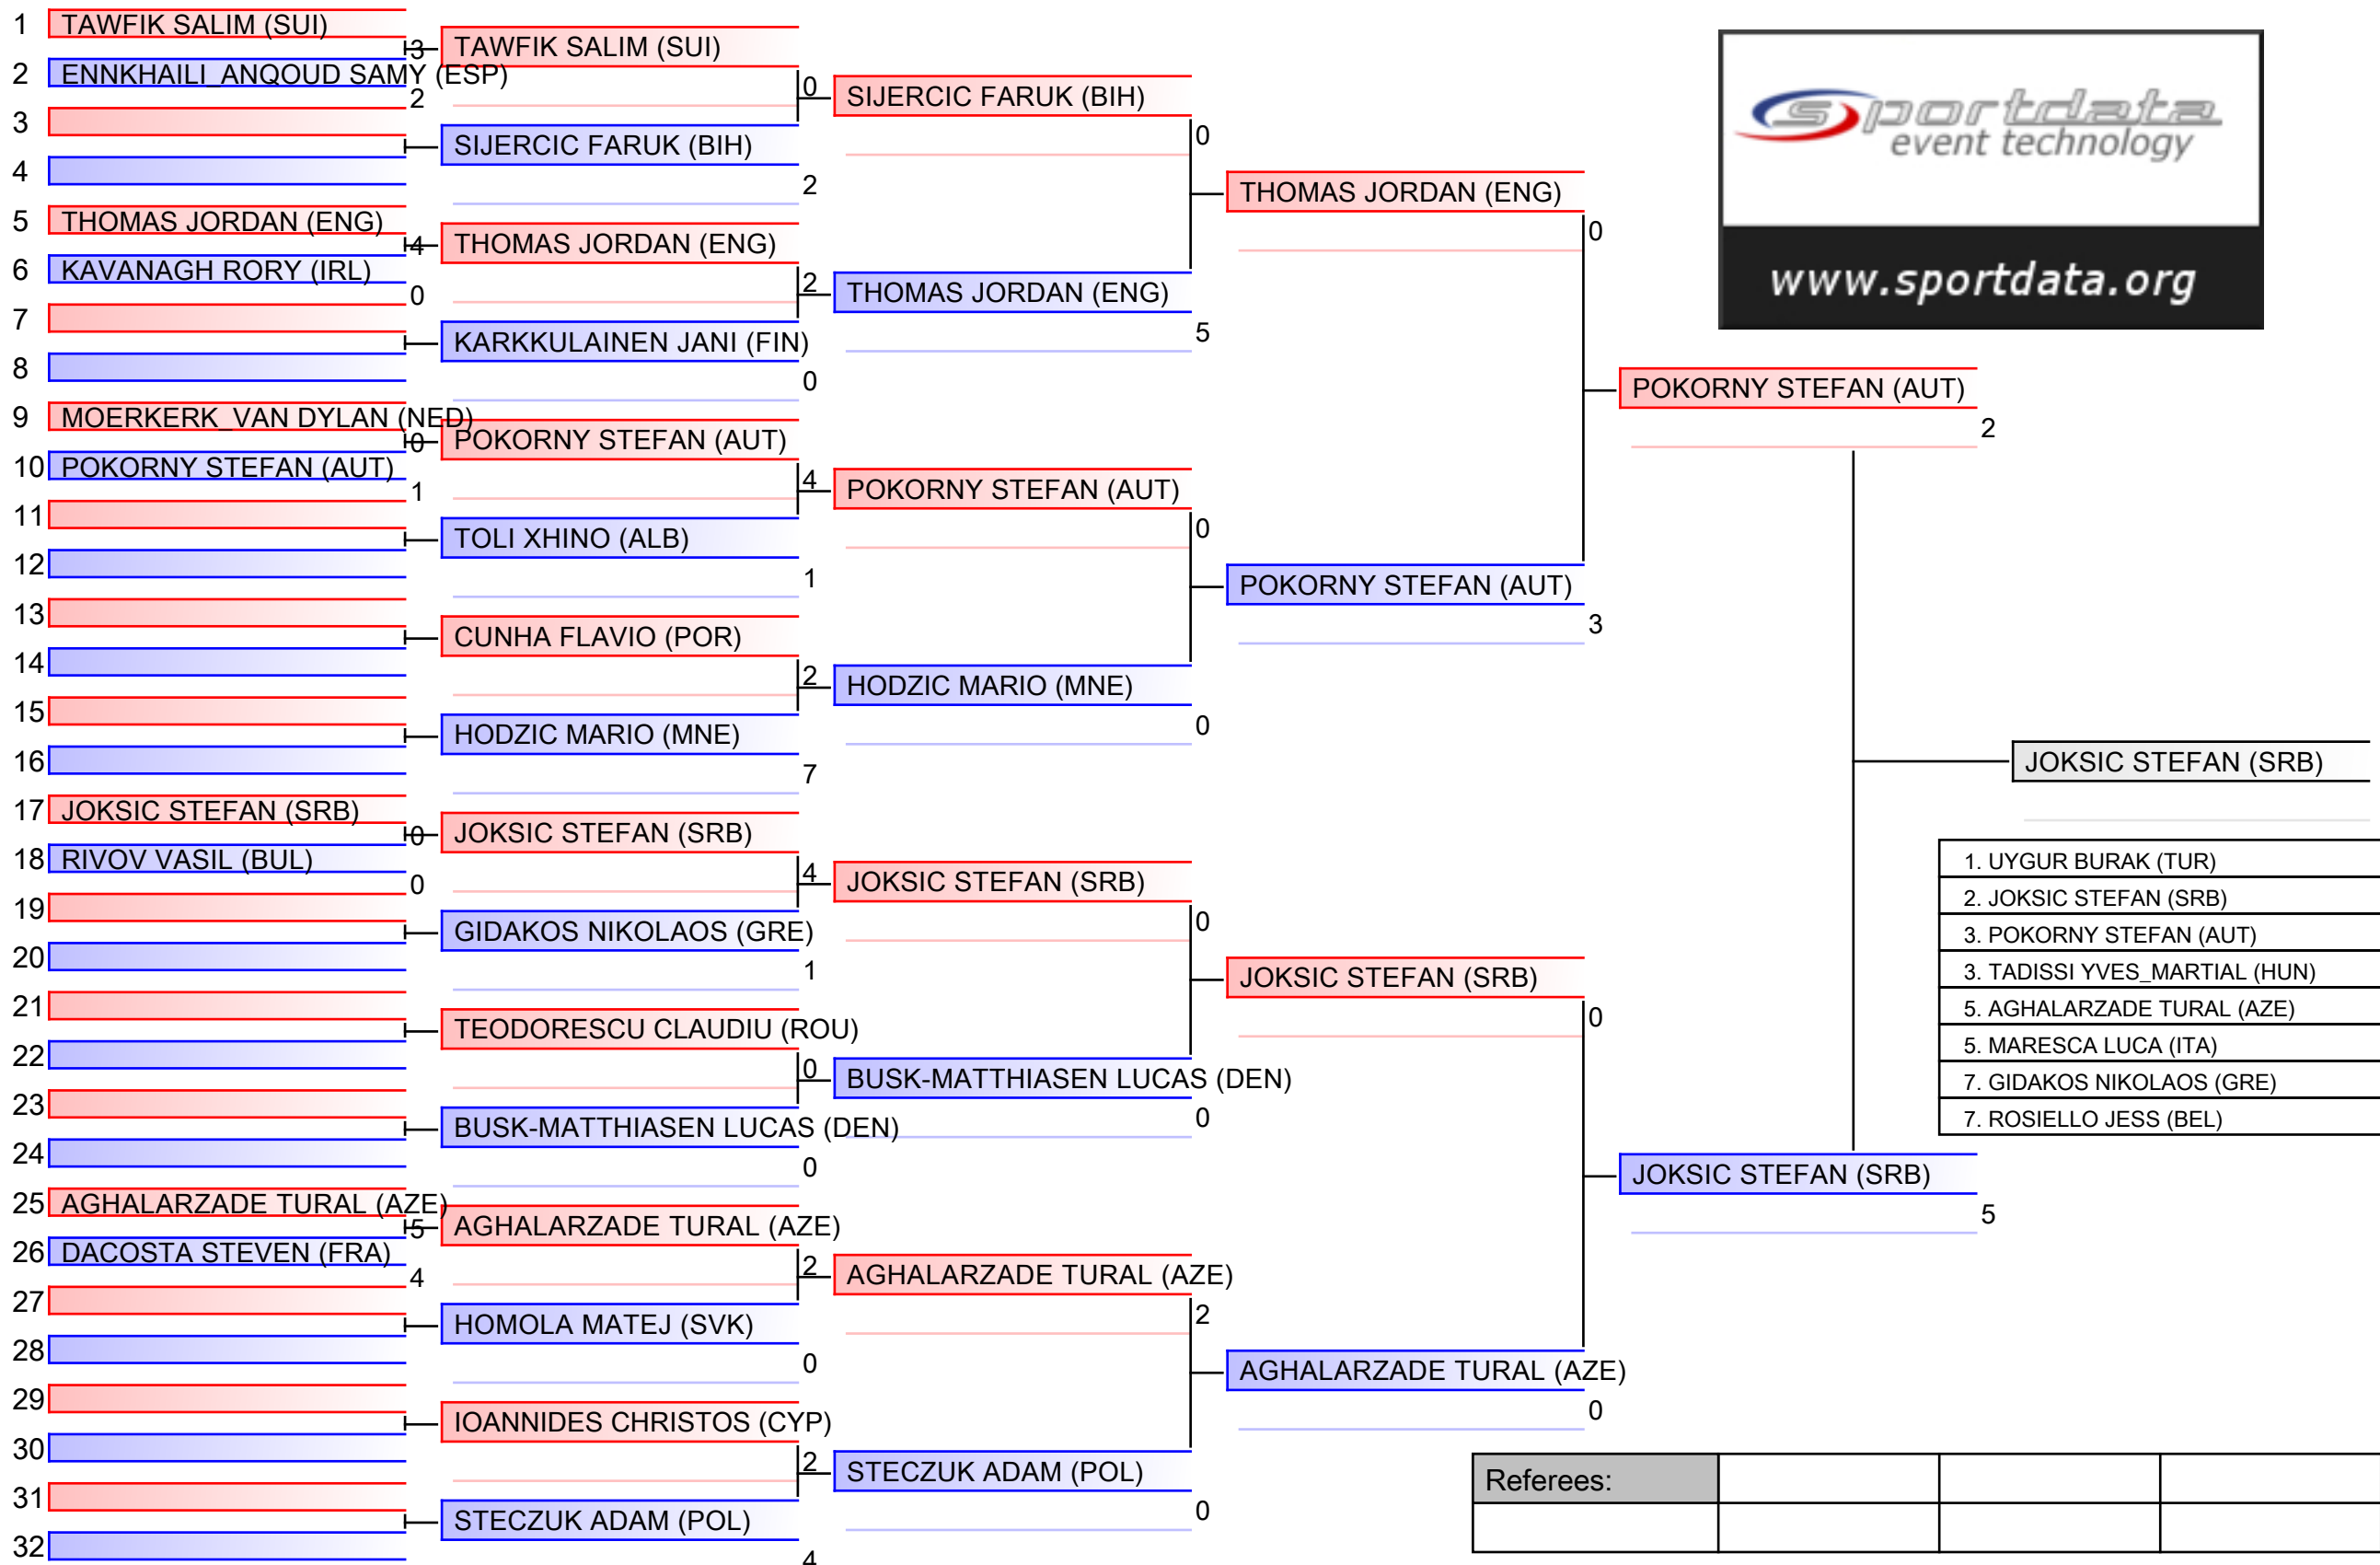 1 TAWFIK SALIM (SUI)
3
2 ENNKHAILI_ANQOUD SAMY (ESP)
2
3
4
5 THOMAS JORDAN (ENG)
4
6 KAVANAGH RORY (IRL)
0
7
8
9 MOERKERK_VAN DYLAN (NED)
0
10 POKORNY STEFAN (AUT)
1
11
12
13
14
15
16
17 JOKSIC STEFAN (SRB)
0
18 RIVOV VASIL (BUL)
0
19
20
21
22
23
24
25 AGHALARZADE TURAL (AZE)
5
26 DACOSTA STEVEN (FRA)
4
27
28
29
30
31
32
TAWFIK SALIM (SUI)
0
SIJERCIC FARUK (BIH)
2
THOMAS JORDAN (ENG)
2
KARKKULAINEN JANI (FIN)
0
POKORNY STEFAN (AUT)
4
TOLI XHINO (ALB)
1
CUNHA FLAVIO (POR)
2
HODZIC MARIO (MNE)
7
JOKSIC STEFAN (SRB)
4
GIDAKOS NIKOLAOS (GRE)
1
TEODORESCU CLAUDIU (ROU)
0
BUSK-MATTHIASEN LUCAS (DEN)
0
AGHALARZADE TURAL (AZE)
2
HOMOLA MATEJ (SVK)
0
IOANNIDES CHRISTOS (CYP)
2
STECZUK ADAM (POL)
4
SIJERCIC FARUK (BIH)
0
THOMAS JORDAN (ENG)
5
POKORNY STEFAN (AUT)
0
HODZIC MARIO (MNE)
0
JOKSIC STEFAN (SRB)
0
BUSK-MATTHIASEN LUCAS (DEN)
0
AGHALARZADE TURAL (AZE)
2
STECZUK ADAM (POL)
0
THOMAS JORDAN (ENG)
0
POKORNY STEFAN (AUT)
3
JOKSIC STEFAN (SRB)
0
AGHALARZADE TURAL (AZE)
0
POKORNY STEFAN (AUT)
2
JOKSIC STEFAN (SRB)
5
sportdata
event technology
www.sportdata.org
JOKSIC STEFAN (SRB)
1. UYGUR BURAK (TUR)
2. JOKSIC STEFAN (SRB)
3. POKORNY STEFAN (AUT)
3. TADISSI YVES_MARTIAL (HUN)
5. AGHALARZADE TURAL (AZE)
5. MARESCA LUCA (ITA)
7. GIDAKOS NIKOLAOS (GRE)
7. ROSIELLO JESS (BEL)
Referees: